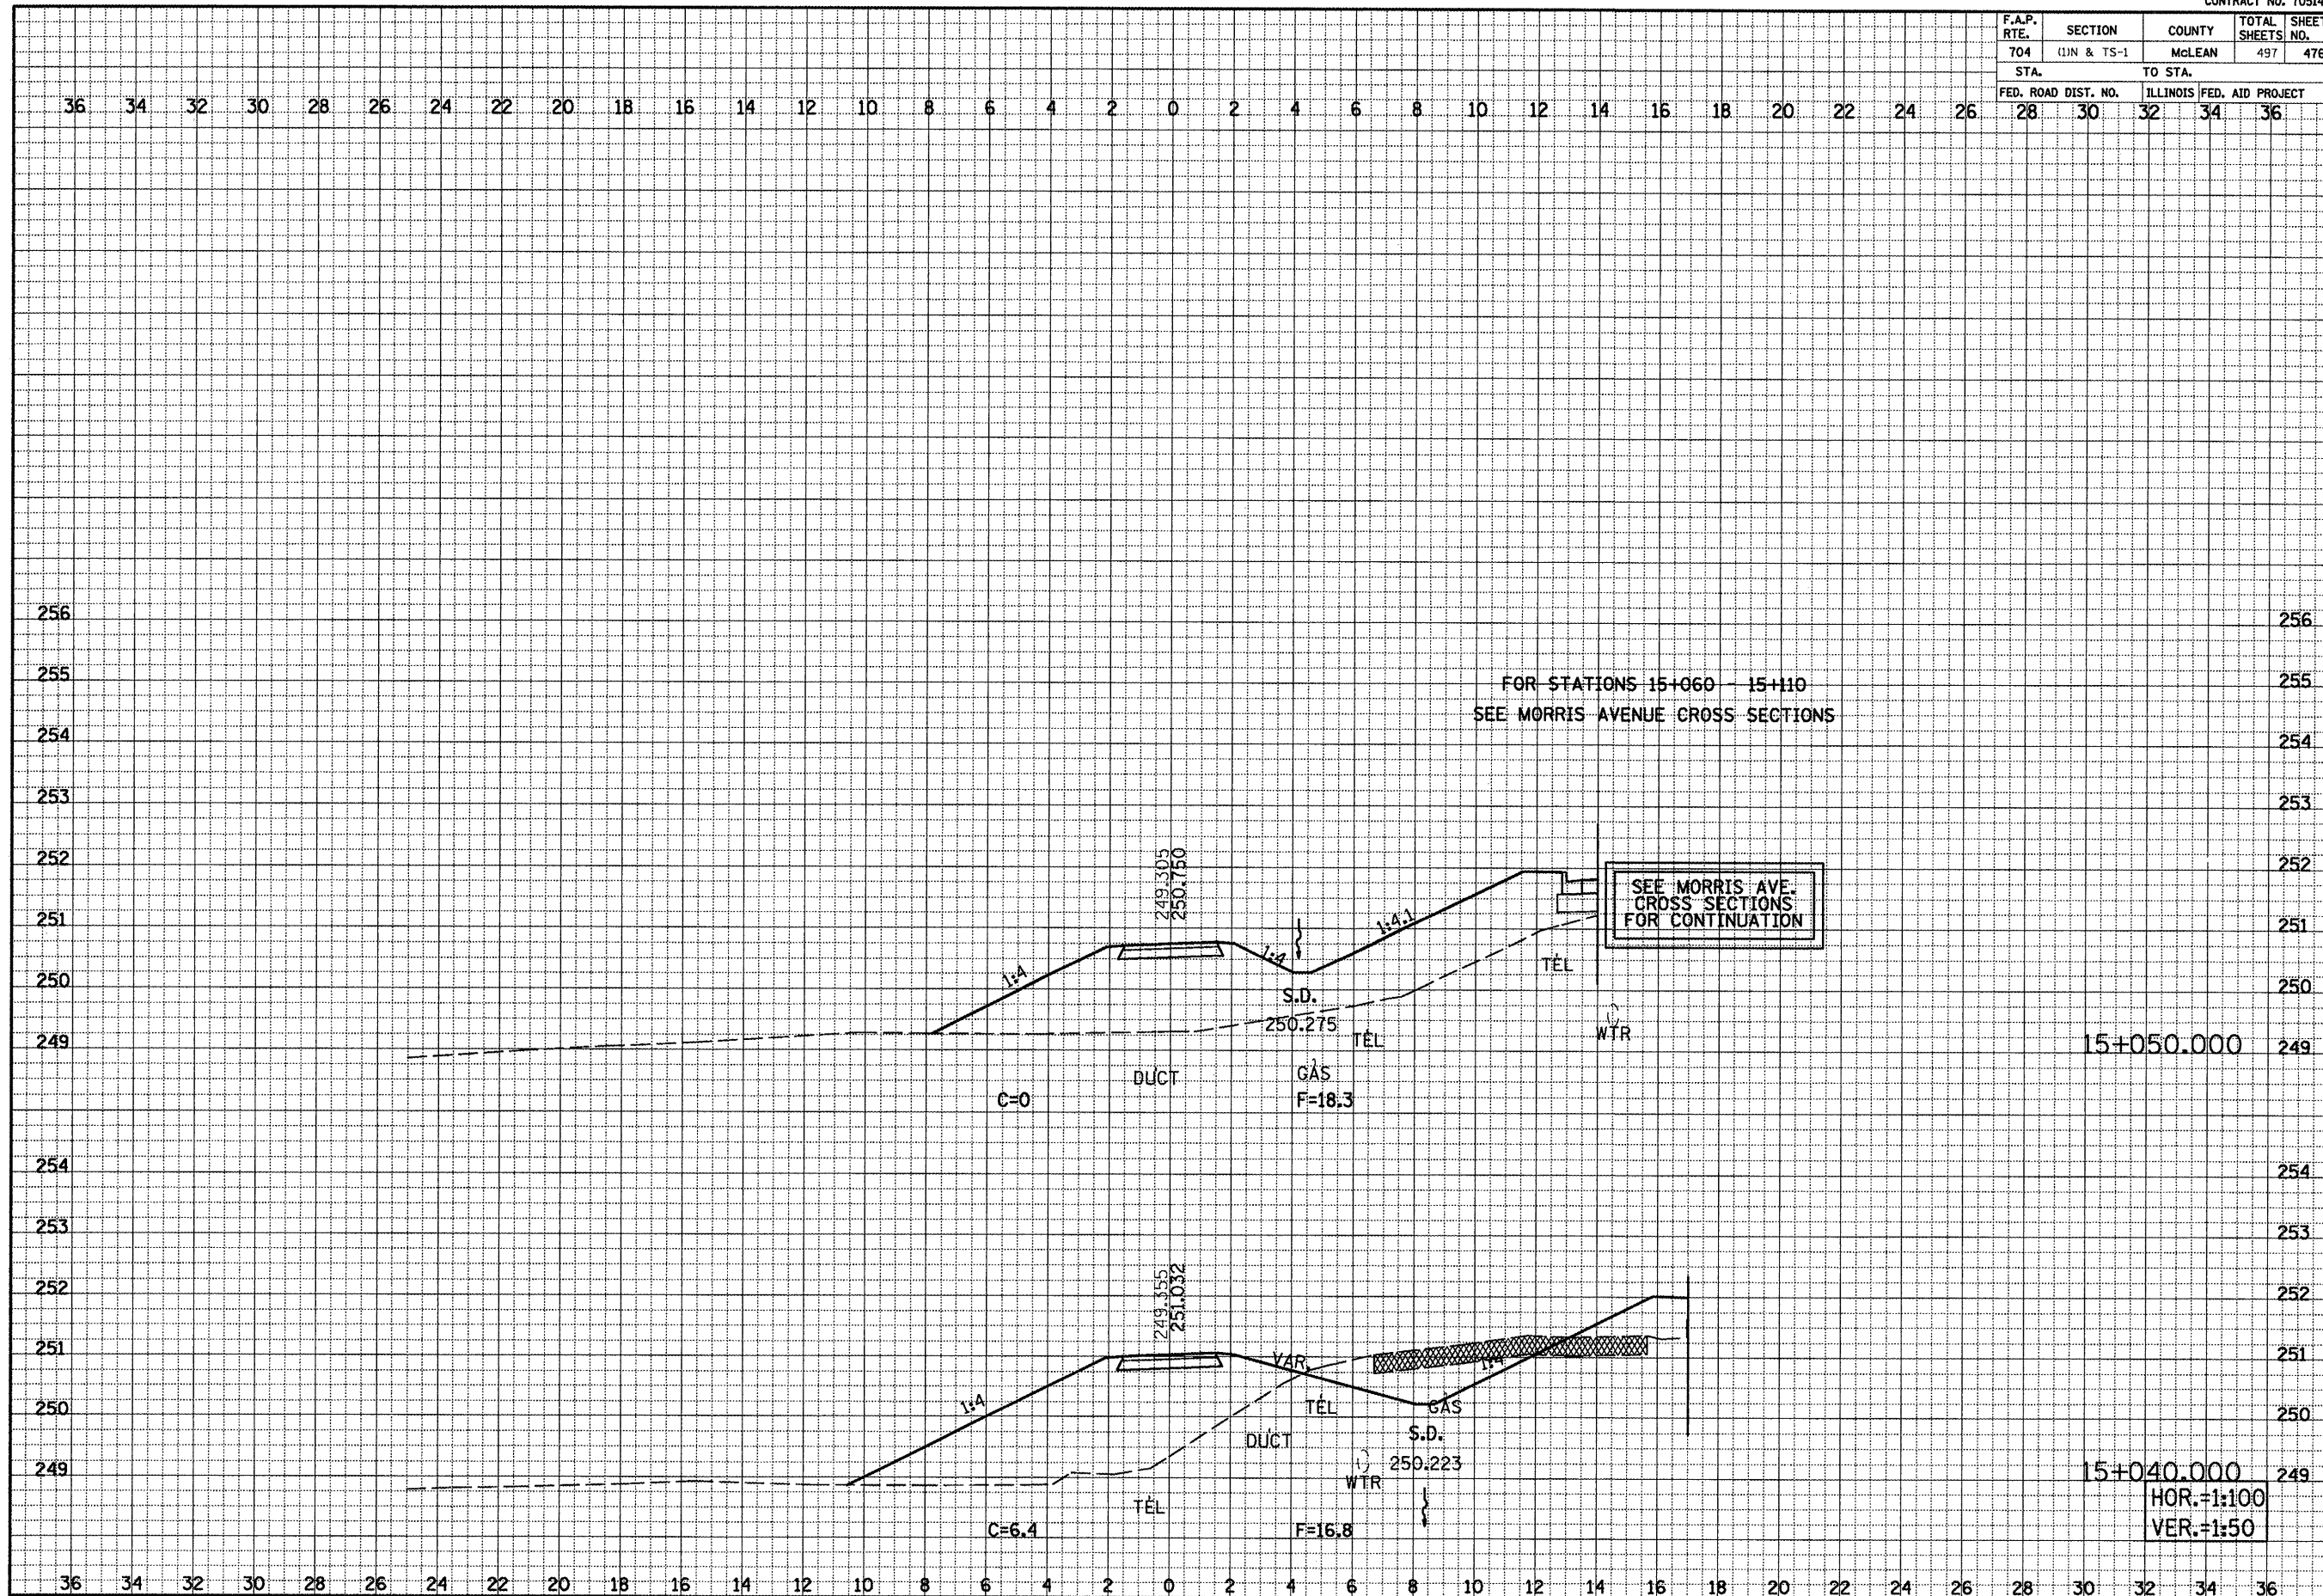 CONTRACT NO. 70514
F.A.P. RTE. SECTION COUNTY TOTAL SHEETS SHEET NO.
704 (1)N & TS-1 McLEAN 497 476
STA. TO STA.
FED. ROAD DIST. NO. ILLINOIS FED. AID PROJECT
36 34 32 30 28 26 24 22 20 18 16 14 12 10 8 6 4 2 0 2 4 6 8 10 12 14 16 18 20 22 24 26 28 30 32 34 36
256 256
255 255
FOR STATIONS 15+060 - 15+110
SEE MORRIS AVENUE CROSS SECTIONS
254 254
253 253
252 252
249.305
250.750
SEE MORRIS AVE.
CROSS SECTIONS
FOR CONTINUATION
251 251
1:4 1:4 1:4.1
TEL
250 250
S.D.
250.275
TEL
WTR
249 15+050.000 249
DUCT GAS
C=0 F=18.3
254 254
253 253
252 252
249.355
251.032
251 251
VAR.
1:4 1:4
250 250
TEL GAS
DUCT S.D.
250.223
WTR
249 15+040.000 249
TEL
HOR.=1:100
VER.=1:50
C=6.4 F=16.8
36 34 32 30 28 26 24 22 20 18 16 14 12 10 8 6 4 2 0 2 4 6 8 10 12 14 16 18 20 22 24 26 28 30 32 34 36